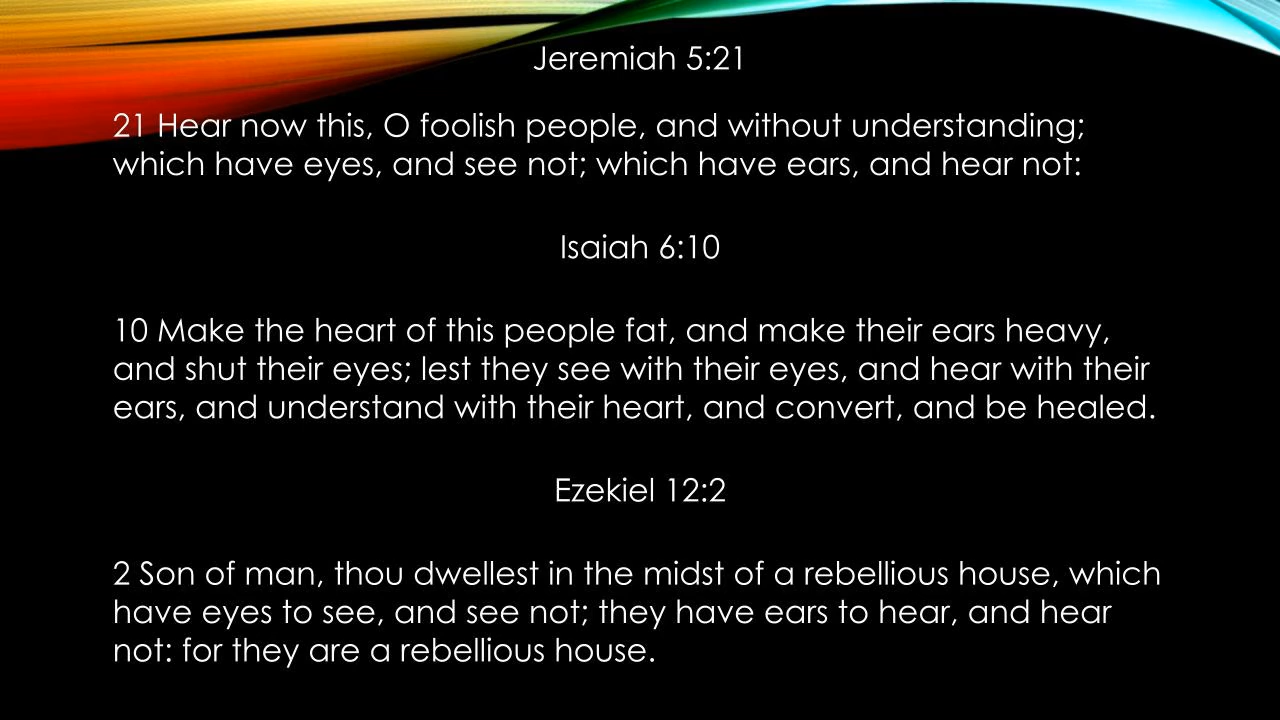 Jeremiah 5:21
21 Hear now this, O foolish people, and without understanding;
which have eyes, and see not; which have ears, and hear not:
Isaiah 6:10
10 Make the heart of this people fat, and make their ears heavy,
and shut their eyes; lest they see with their eyes, and hear with their
ears, and understand with their heart, and convert, and be healed.
Ezekiel 12:2
2 Son of man, thou dwellest in the midst of a rebellious house, which
have eyes to see, and see not; they have ears to hear, and hear
not: for they are a rebellious house.